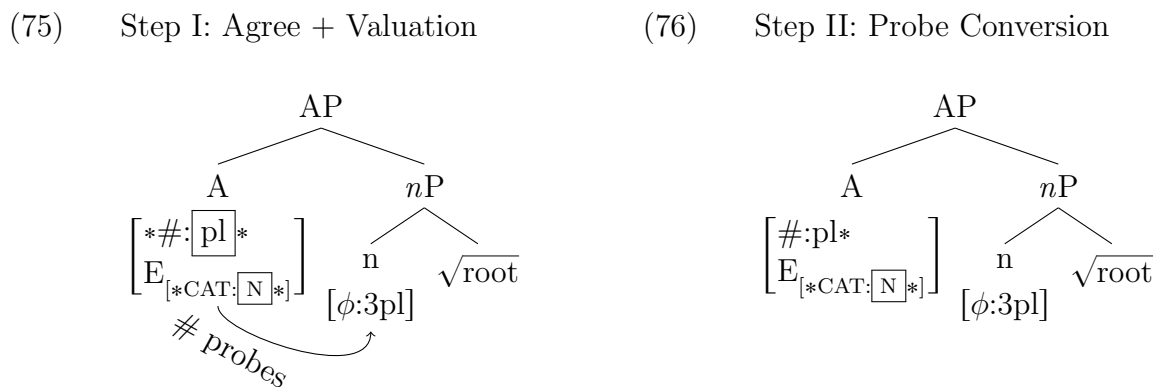 (75) Step I: Agree + Valuation
AP
A
nP
[*#:pl*
E[*CAT:N*]]
n
√root
[ϕ:3pl]
# probes
(76) Step II: Probe Conversion
AP
A
nP
[#:pl*
E[*CAT:N*]]
n
√root
[ϕ:3pl]